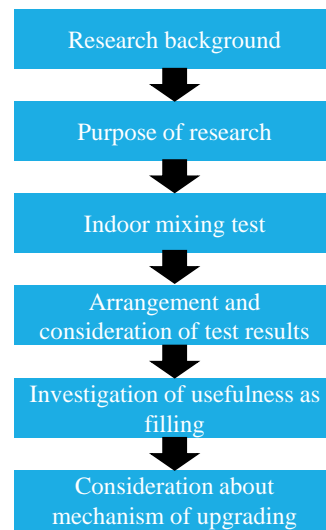 Research background
Purpose of research
Indoor mixing test
Arrangement and
consideration of test results
Investigation of usefulness as
filling
Consideration about
mechanism of upgrading